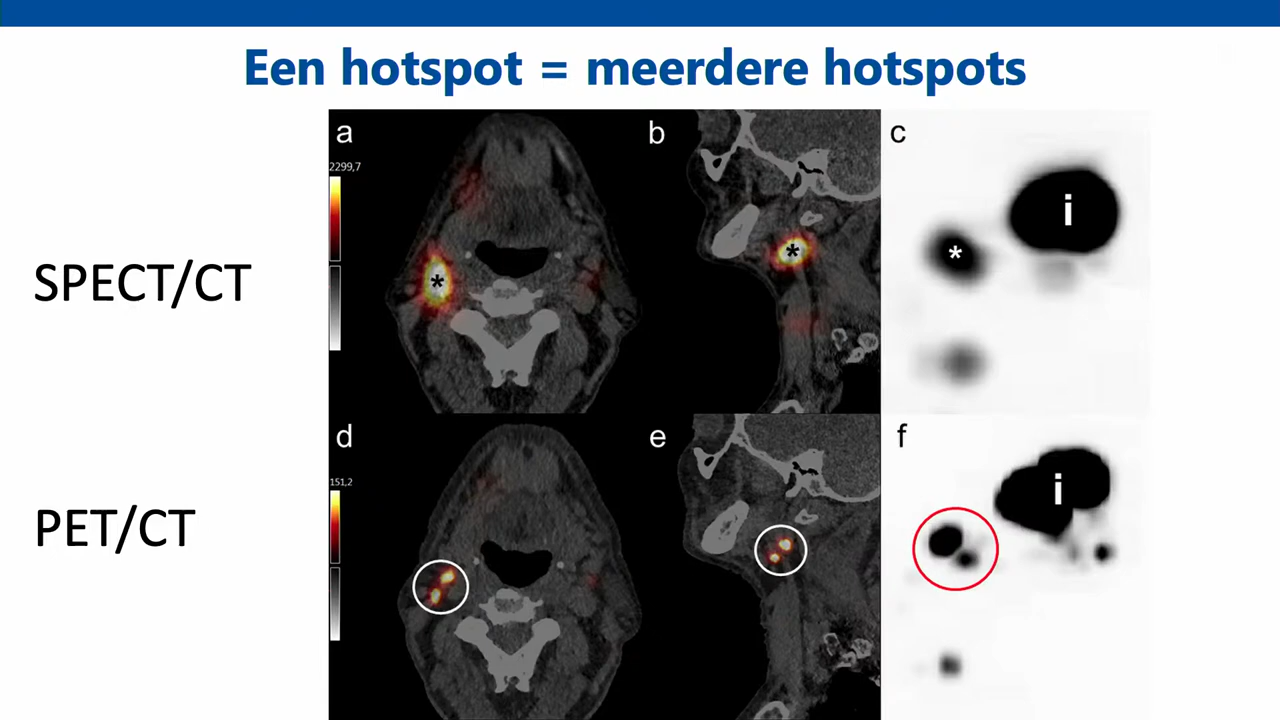 Een hotspot = meerdere hotspots
a
b
c
2299,7
*
*
*
i
SPECT/CT
d
e
f
151,2
i
PET/CT